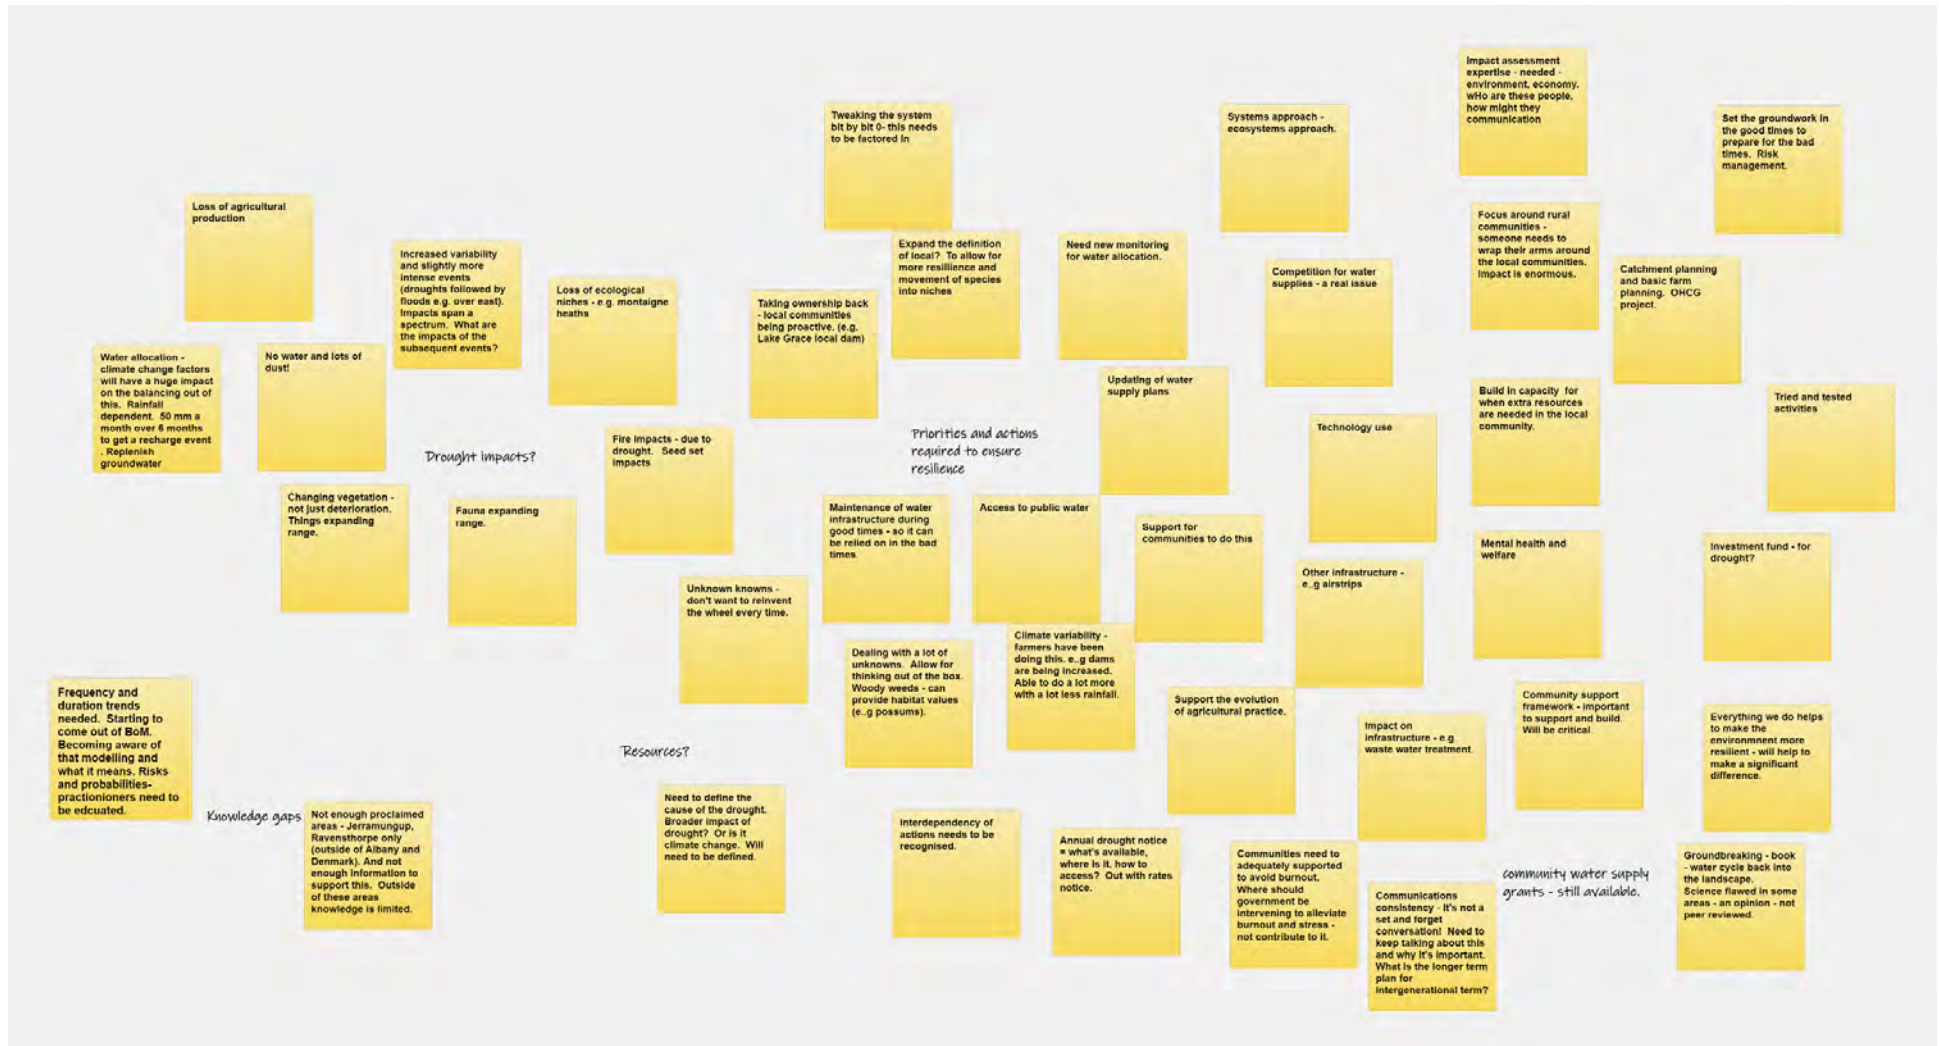 Impact assessment
expertise - needed -
environment, economy.
wHo are these people,
how might they
communication
Tweaking the system
bit by bit 0- this needs
to be factored in
Systems approach -
ecosystems approach.
Set the groundwork in
the good times to
prepare for the bad
times. Risk
management.
Loss of agricultural
production
Increased variability
and slightly more
intense events
(droughts followed by
floods e.g. over east).
Impacts span a
spectrum. What are
the impacts of the
subsequent events?
Loss of ecological
niches - e.g. montaigne
heaths
Taking ownership back
- local communities
being proactive. (e.g.
Lake Grace local dam)
Expand the definition
of local? To allow for
more resillience and
movement of species
into niches
Need new monitoring
for water allocation.
Competition for water
supplies - a real issue
Focus around rural
communities -
someone needs to
wrap their arms around
the local communities.
Impact is enormous.
Catchment planning
and basic farm
planning. OHCG
project.
Water allocation -
climate change factors
will have a huge impact
on the balancing out of
this. Rainfall
dependent. 50 mm a
month over 6 months
to get a recharge event
. Replenish
groundwater
No water and lots of
dust!
Drought impacts?
Fire impacts - due to
drought. Seed set
impacts
Priorities and actions
required to ensure
resilience
Updating of water
supply plans
Technology use
Build in capacity for
when extra resources
are needed in the local
community.
Tried and tested
activities
Changing vegetation -
not just deterioration.
Things expanding
range.
Fauna expanding
range.
Maintenance of water
infrastructure during
good times - so it can
be relied on in the bad
times.
Access to public water
Support for
communities to do this
Mental health and
welfare
Investment fund - for
drought?
Unknown knowns -
don't want to reinvent
the wheel every time.
Other infrastructure -
e..g airstrips
Dealing with a lot of
unknowns. Allow for
thinking out of the box.
Woody weeds - can
provide habitat values
(e..g possums).
Climate variability -
farmers have been
doing this. e..g dams
are being increased.
Able to do a lot more
with a lot less rainfall.
Support the evolution
of agricultural practice.
Impact on
infrastructure - e.g.
waste water treatment.
Community support
framework - important
to support and build.
Will be critical.
Everything we do helps
to make the
environmnent more
resilient - will help to
make a significant
difference.
Frequency and
duration trends
needed. Starting to
come out of BoM.
Becoming aware of
that modelling and
what it means. Risks
and probabilities-
practionioners need to
be edcuated.
Knowledge gaps
Not enough proclaimed
areas - Jerramungup,
Ravensthorpe only
(outside of Albany and
Denmark). And not
enough information to
support this. Outside
of these areas
knowledge is limited.
Resources?
Need to define the
cause of the drought.
Broader impact of
drought? Or is it
climate change. Will
need to be defined.
Interdependency of
actions needs to be
recognised.
Annual drought notice
= what's available,
where is it, how to
access? Out with rates
notice.
Communities need to
adequately supported
to avoid burnout.
Where should
government be
intervening to alleviate
burnout and stress -
not contribute to it.
Communications
consistency - It's not a
set and forget
conversation! Need to
keep talking about this
and why it's important.
What is the longer term
plan for
intergenerational term?
community water supply
grants - still available.
Groundbreaking - book
- water cycle back into
the landscape.
Science flawed in some
areas - an opinion - not
peer reviewed.